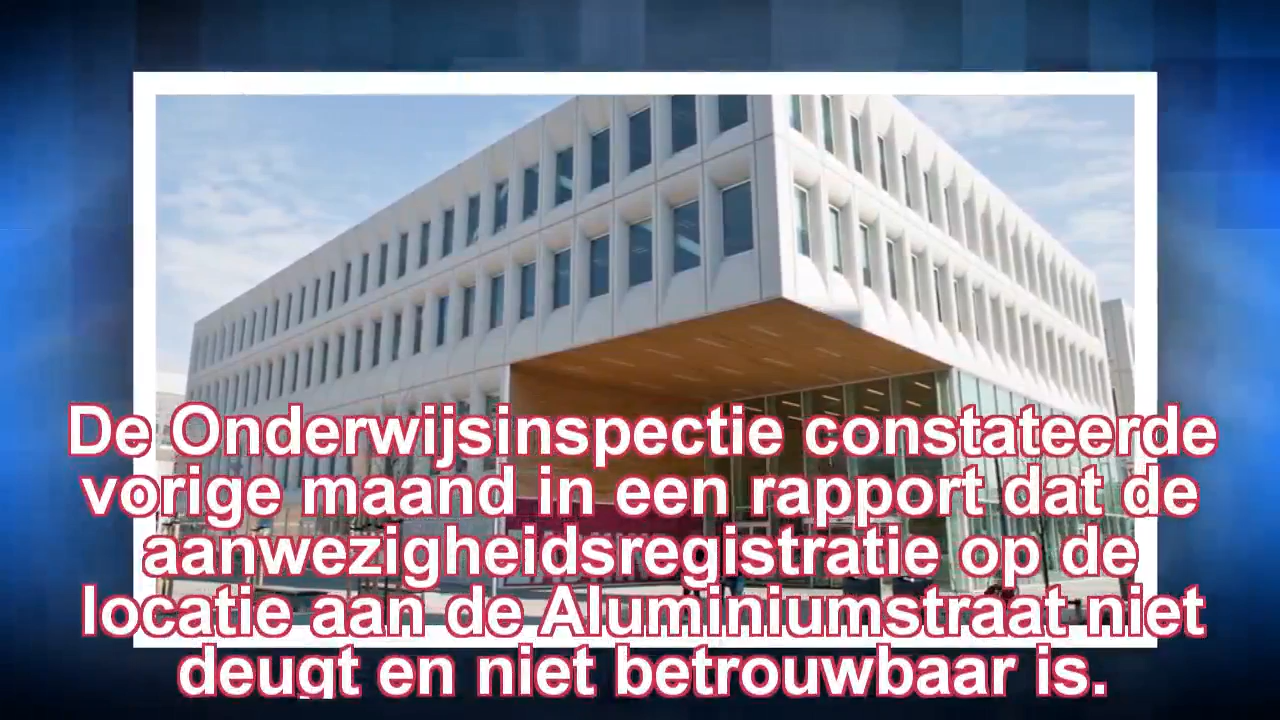 De Onderwijsinspectie constateerde
vorige maand in een rapport dat de
aanwezigheidsregistratie op de
locatie aan de Aluminiumstraat niet
deugt en niet betrouwbaar is.